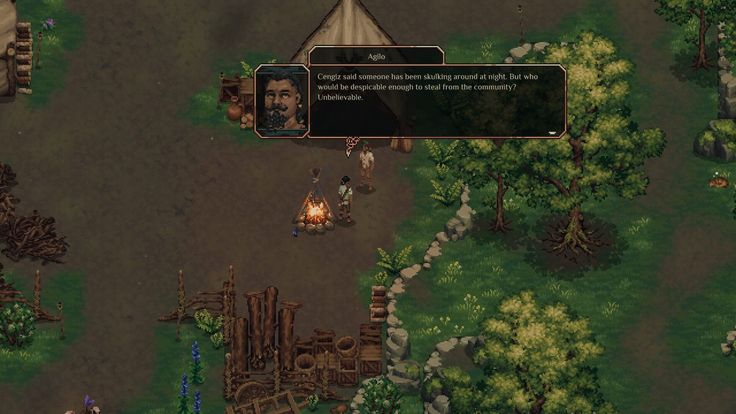 Agilo
Cengiz said someone has been skulking around at night. But who
would be despicable enough to steal from the community?
Unbelievable.